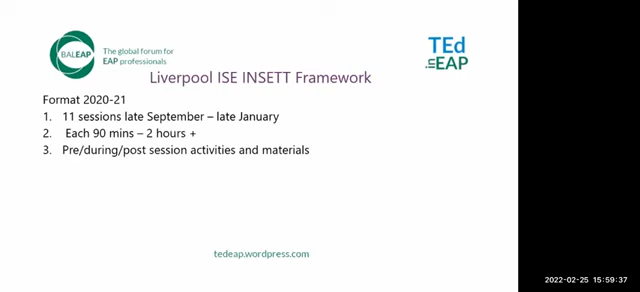 BALEAP
The global forum for
EAP professionals
TEd
in EAP
Liverpool ISE INSETT Framework
Format 2020-21
1. 11 sessions late September – late January
2. Each 90 mins – 2 hours +
3. Pre/during/post session activities and materials
tedeap.wordpress.com
2022-02-25 15:59:37